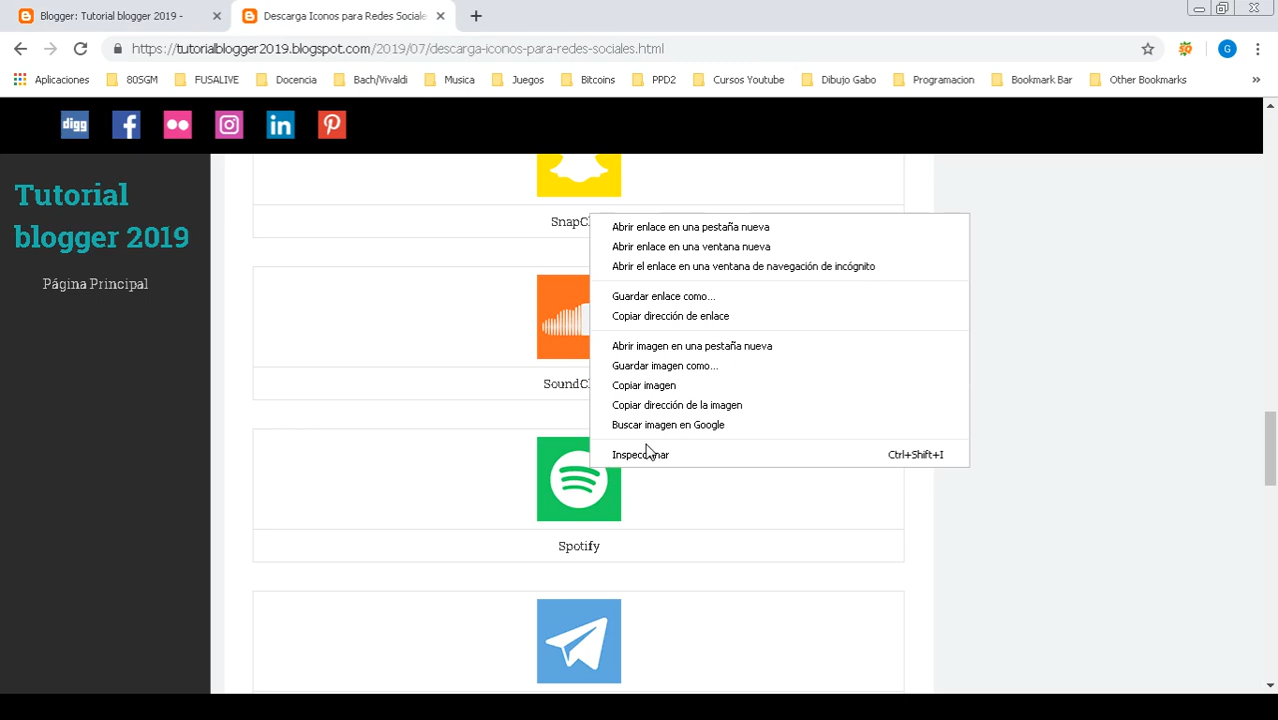 Blogger: Tutorial blogger 2019 -
Descarga Iconos para Redes Sociale
https://tutorialblogger2019.blogspot.com/2019/07/descarga-iconos-para-redes-sociales.html
G
Aplicaciones
80SGM
FUSALIVE
Docencia
Bach/Vivaldi
Musica
Juegos
Bitcoins
PPD2
Cursos Youtube
Dibujo Gabo
Programacion
Bookmark Bar
Other Bookmarks
digg
in
Tutorial
blogger 2019
Página Principal
SnapCl
Abrir enlace en una pestaña nueva
Abrir enlace en una ventana nueva
Abrir el enlace en una ventana de navegación de incógnito
Guardar enlace como...
Copiar dirección de enlace
Abrir imagen en una pestaña nueva
Guardar imagen como...
SoundCl
Copiar imagen
Copiar dirección de la imagen
Buscar imagen en Google
Inspeccionar Ctrl+Shift+I
Spotify